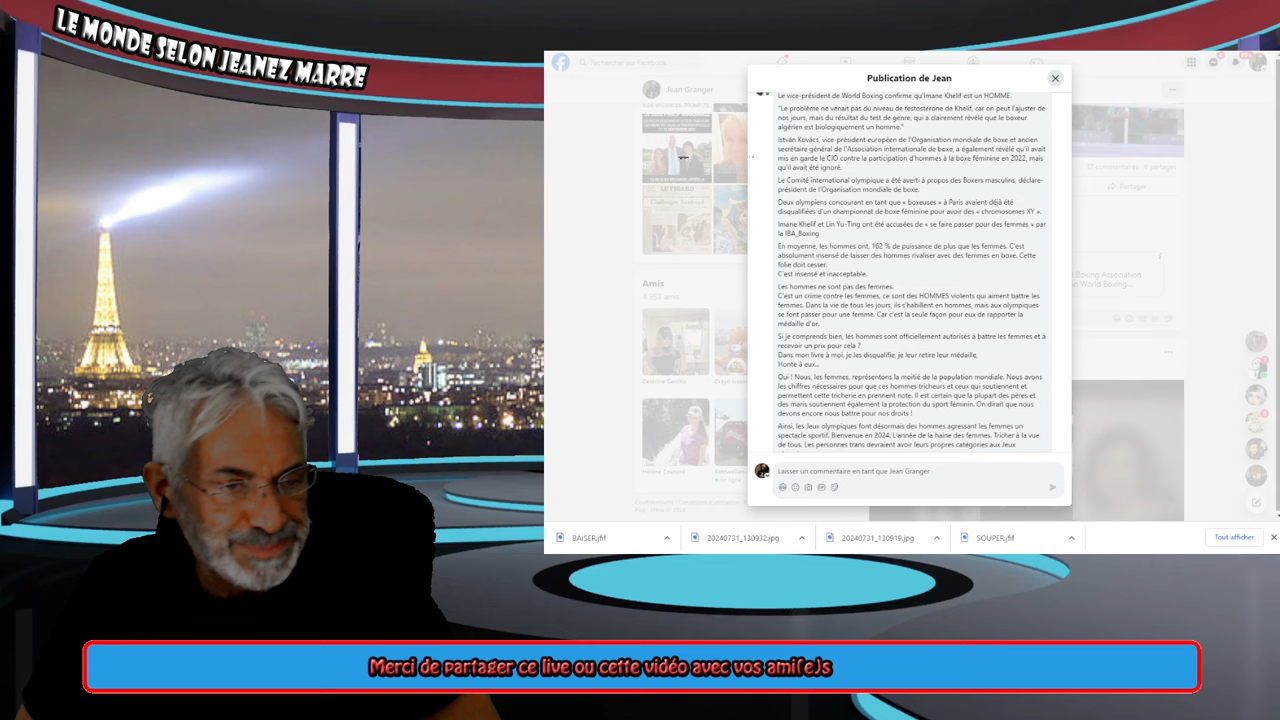 LE MONDE SELON JEANEZ MARRE
Rechercher sur Facebook
Jean Granger
Publication de Jean
Le vice-président de World Boxing confirme qu'Imane Khelif est un HOMME.
"Le problème ne venait pas du niveau de testostérone de Khelif, car on peut l'ajuster de
nos jours, mais du résultat du test de genre, qui a clairement révélé que le boxeur
algérien est biologiquement un homme."
István Kovács, vice-président européen de l'Organisation mondiale de boxe et ancien
secrétaire général de l'Association internationale de boxe, a également révélé qu'il avait
mis en garde le CIO contre la participation d'hommes à la boxe féminine en 2022, mais
qu'il avait été ignoré.
Le Comité international olympique a été averti à propos des Boxers masculins, déclare-
président de l'Organisation mondiale de boxe.
Deux olympiens concourant en tant que « boxeuses » à Paris avaient déjà été
disqualifiées d'un championnat de boxe féminine pour avoir des « chromosomes XY ».
Imane Khelif et Lin Yu-Ting ont été accusées de « se faire passer pour des femmes » par
la IBA_Boxing
En moyenne, les hommes ont, 162 % de puissance de plus que les femmes. C'est
absolument insensé de laisser des hommes rivaliser avec des femmes en boxe. Cette
folie doit cesser.
C'est insensé et inacceptable.
Les hommes ne sont pas des femmes.
C'est un crime contre les femmes, ce sont des HOMMES violents qui aiment battre les
femmes. Dans la vie de tous les jours, ils s'habillent en hommes, mais aux olympiques
se font passer pour une femme. Car c'est la seule façon pour eux de rapporter la
médaille d'or.
Si je comprends bien, les hommes sont officiellement autorisés à battre les femmes et à
recevoir un prix pour cela ?
Dans mon livre à moi, je les disqualifie, je leur retire leur médaille,
Honte à eux...
Oui ! Nous, les femmes, représentons la moitié de la population mondiale. Nous avons
les chiffres nécessaires pour que ces hommes tricheurs et ceux qui soutiennent et
permettent cette tricherie en prennent note. Il est certain que la plupart des pères et
des maris soutiennent également la protection du sport féminin. On dirait que nous
devons encore nous battre pour nos droits !
Ainsi, les Jeux olympiques font désormais des hommes agressant les femmes un
spectacle sportif. Bienvenue en 2024. L'année de la haine des femmes. Tricher à la vue
de tous. Les personnes trans devraient avoir leurs propres catégories aux Jeux
Laisser un commentaire en tant que Jean Granger
LE FIGARO
Amis
4 953 amis
17 commentaires 6 partages
Partager
Boxing Association
World Boxing...
BAISER.jfif
20240731_130932.jpg
20240731_130919.jpg
SOUPER.jfif
Tout afficher
Merci de partager ce live ou cette vidéo avec vos ami(e)s